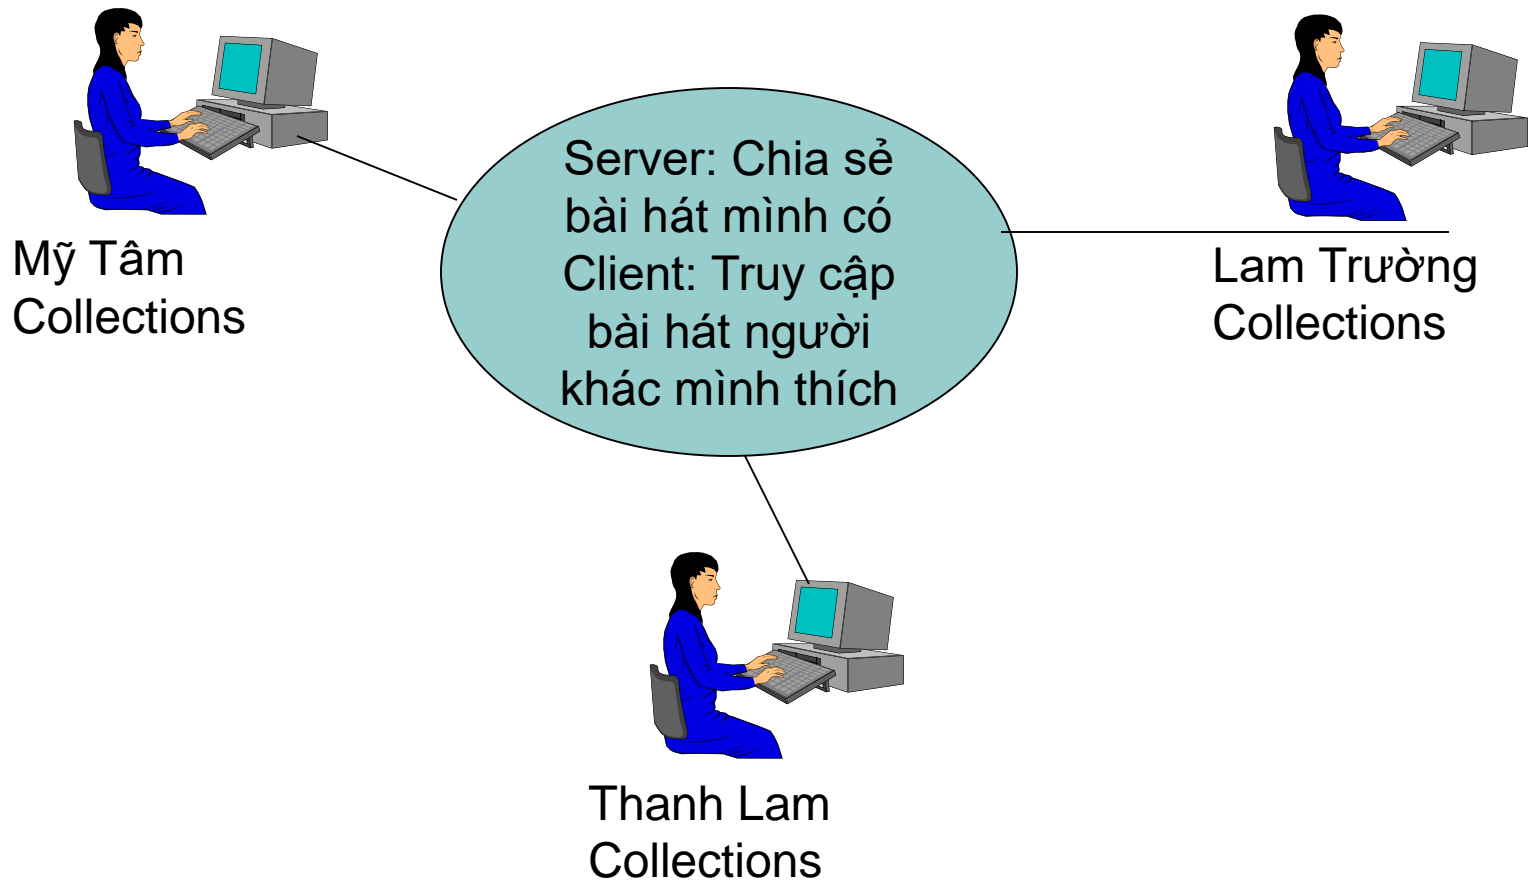 Server: Chia sẻ
bài hát mình có
Client: Truy cập
bài hát người
khác mình thích
Mỹ Tâm
Collections
Lam Trường
Collections
Thanh Lam
Collections